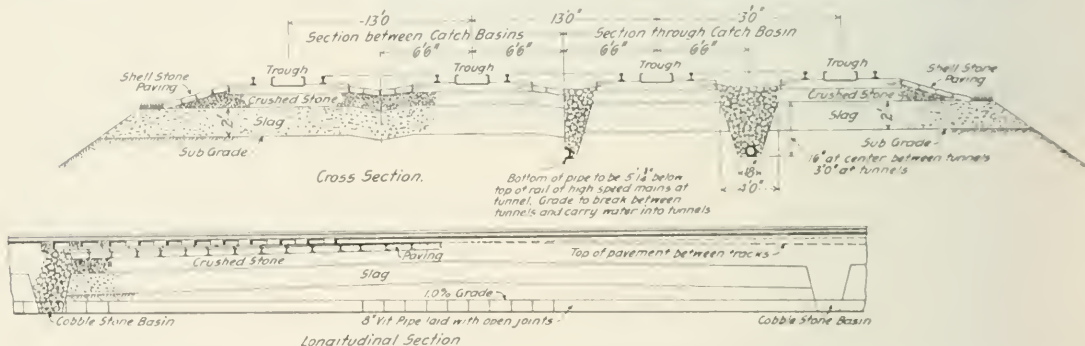 -13'0
13'0"
3'0"
Section between Catch Basins
Section through Catch Basin
6'6"
6'6"
6'6"
6'6"
Trough
Trough
Trough
Trough
Shell Stone
Paving
Shell Stone
Paving
Crushed Stone
Crushed Stone
Slag
2'
Slag
2'
Sub Grade
Sub Grade
16" at center between tunnels
3'0" at tunnels
18"
4'0"
Cross Section.
Bottom of pipe to be 5'1¼" below
top of rail of high speed mains at
tunnel. Grade to break between
tunnels and carry water into tunnels
Crushed Stone
Paving
Top of pavement between tracks
Slag
1.0% Grade
Cobble Stone Basin
8" Vit Pipe laid with open joints
Cobble Stone Basin
Longitudinal Section